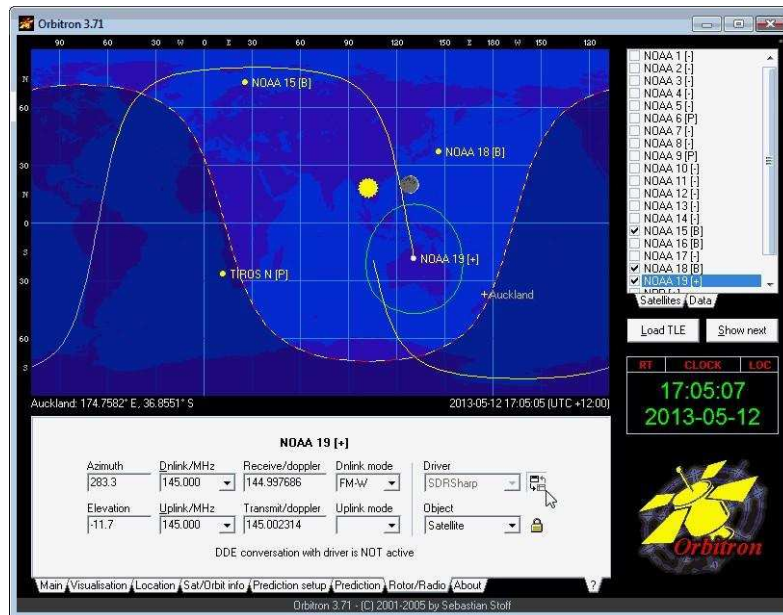 Orbitron 3.71
90 60 30 W 0 E 30 60 90 120 150 E 180 W 150 120
N
60
30
N
0
S
30
60
S
NOAA 15 [B]
NOAA 18 [B]
NOAA 19 [+]
TIROS N [P]
Auckland
Auckland: 174.7582° E, 36.8551° S
2013-05-12 17:05:05 (UTC +12:00)
NOAA 1 [-]
NOAA 2 [-]
NOAA 3 [-]
NOAA 4 [-]
NOAA 5 [-]
NOAA 6 [P]
NOAA 7 [-]
NOAA 8 [-]
NOAA 9 [P]
NOAA 10 [-]
NOAA 11 [-]
NOAA 12 [-]
NOAA 13 [-]
NOAA 14 [-]
NOAA 15 [B]
NOAA 16 [B]
NOAA 17 [-]
NOAA 18 [B]
NOAA 19 [+]
Satellites Data
Load TLE Show next
RT CLOCK LOC
17:05:07
2013-05-12
Orbitron
NOAA 19 [+]
Azimuth Dnlink/MHz Receive/doppler Dnlink mode Driver
283.3 145.000 144.997686 FM-W SDRSharp
Elevation Uplink/MHz Transmit/doppler Uplink mode Object
-11.7 145.000 145.002314 Satellite
DDE conversation with driver is NOT active
Main Visualisation Location Sat/Orbit info Prediction setup Prediction Rotor/Radio About ?
Orbitron 3.71 - (C) 2001-2005 by Sebastian Stoff